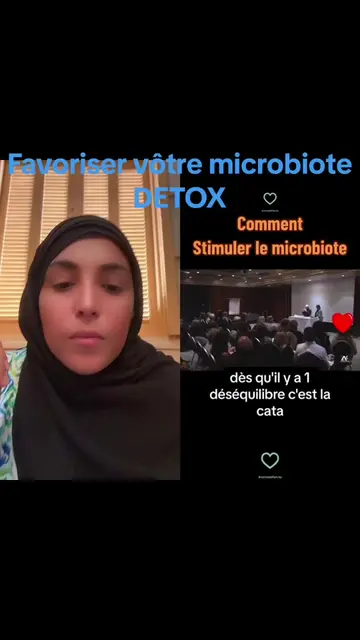 Favoriser vôtre microbiote
DETOX
Comment
Stimuler le microbiote
dès qu'il y a 1
déséquilibre c'est la
cata